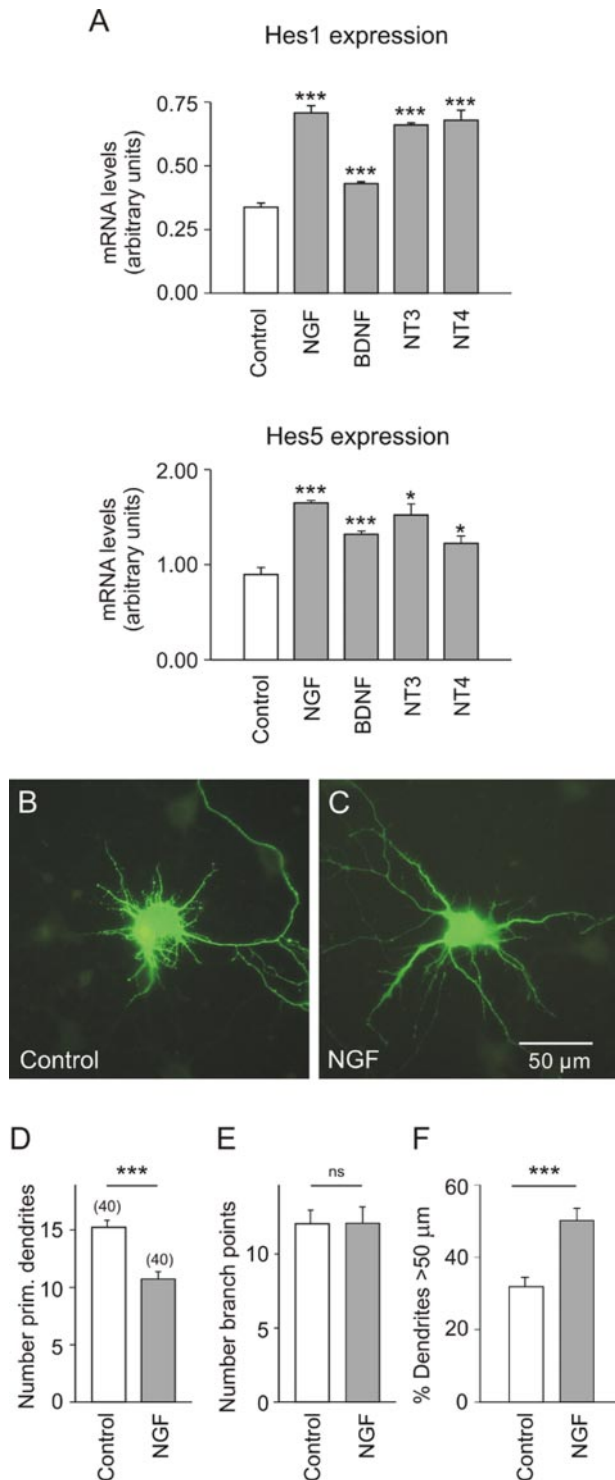 A
Hes1 expression
mRNA levels
(arbitrary units)
0.75
0.50
0.25
0.00
***
***
***
***
Control
NGF
BDNF
NT3
NT4
Hes5 expression
mRNA levels
(arbitrary units)
2.00
1.00
0.00
***
***
*
*
Control
NGF
BDNF
NT3
NT4
B
Control
C
NGF
50 µm
D
Number prim. dendrites
15
10
5
0
***
(40)
(40)
Control
NGF
E
Number branch points
12
8
4
0
ns
Control
NGF
F
% Dendrites >50 µm
60
40
20
0
***
Control
NGF